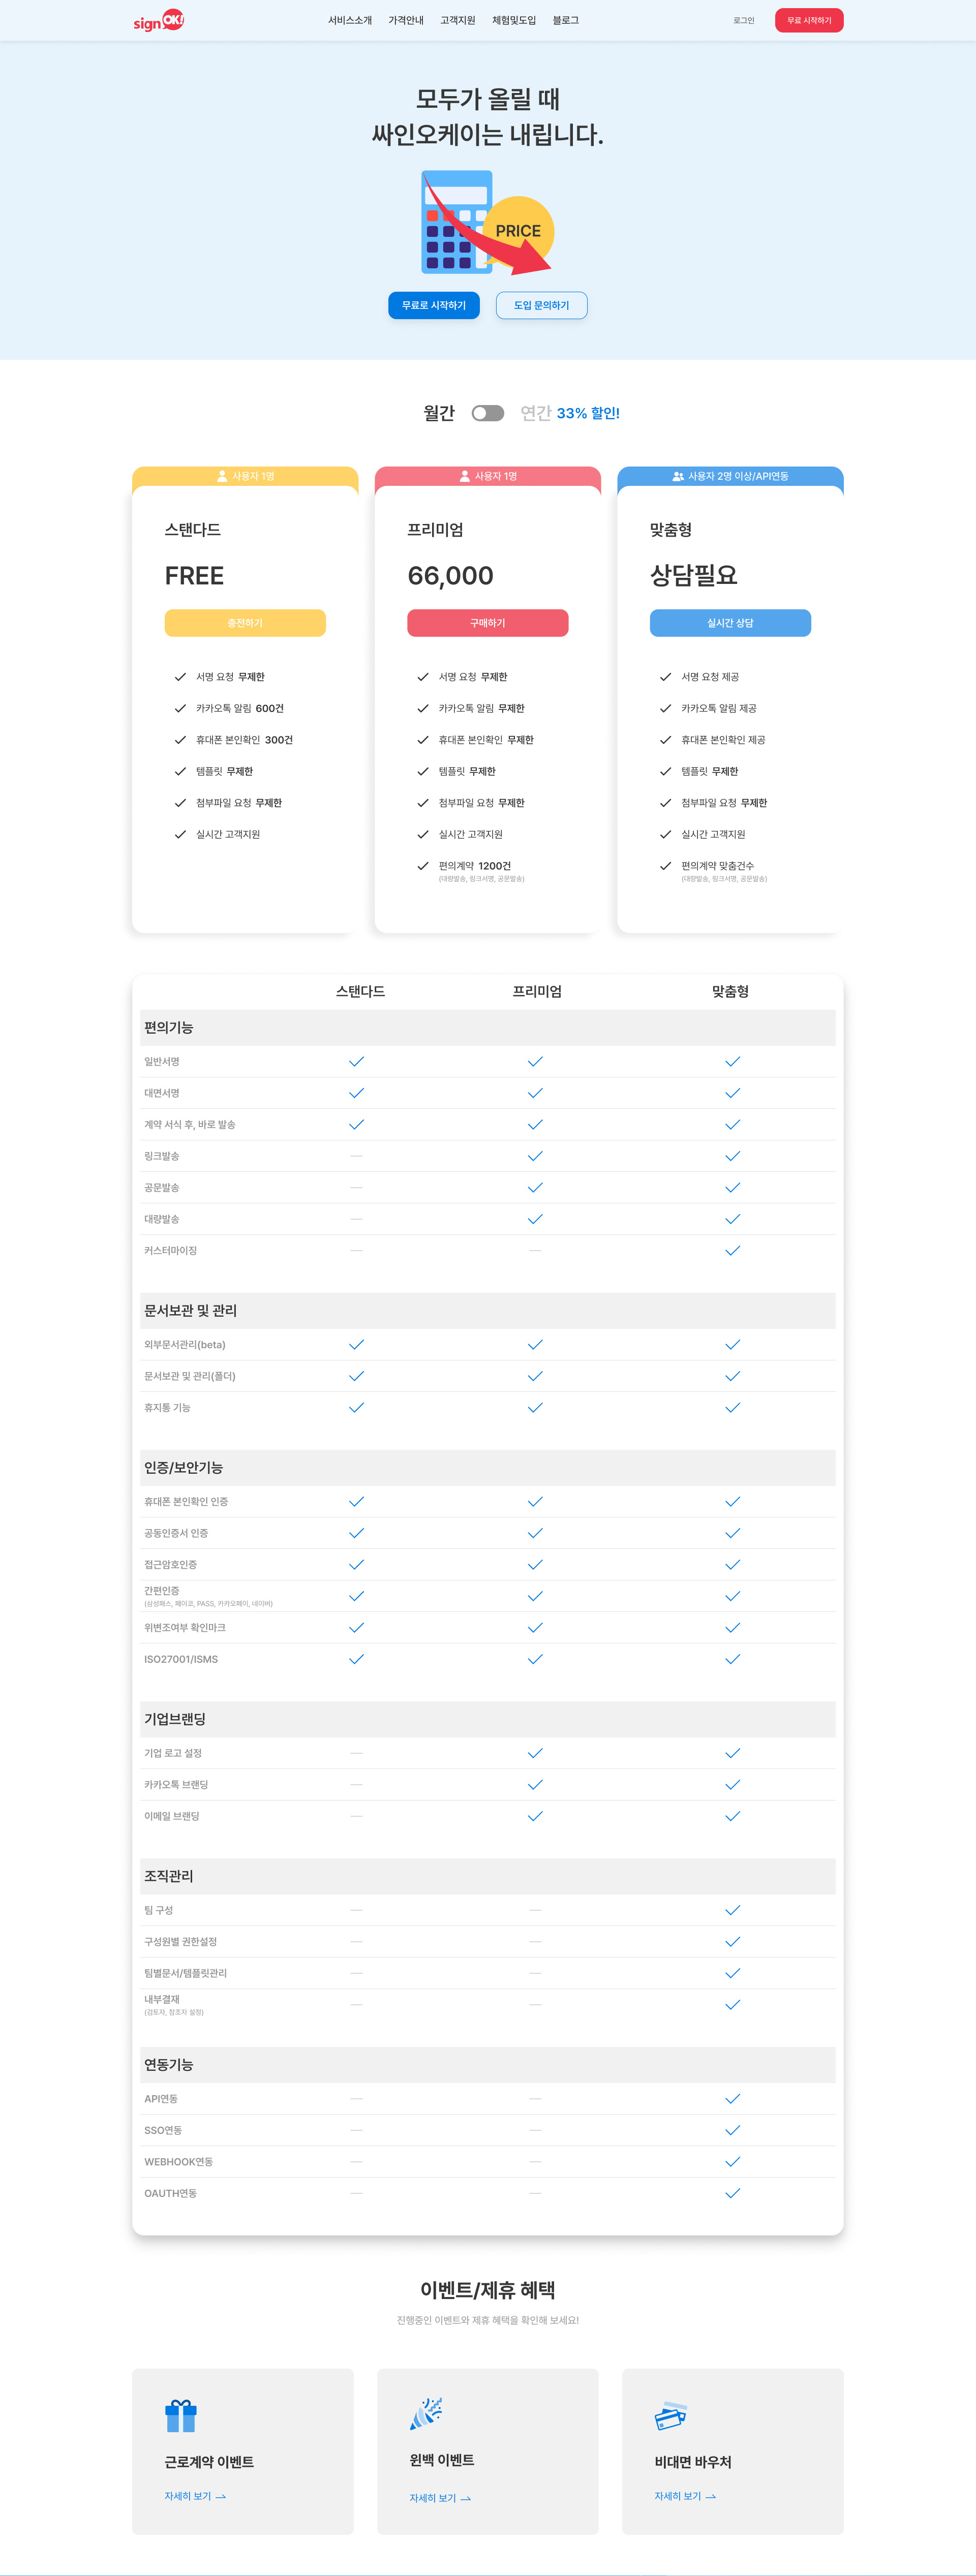 sign OK!
서비스소개 가격안내 고객지원 체험및도입 블로그 로그인 무료 시작하기
모두가 올릴 때
싸인오케이는 내립니다.
PRICE
무료로 시작하기 도입 문의하기
월간 연간 33% 할인!
사용자 1명
스탠다드
FREE
충전하기
서명 요청 무제한
카카오톡 알림 600건
휴대폰 본인확인 300건
템플릿 무제한
첨부파일 요청 무제한
실시간 고객지원
사용자 1명
프리미엄
66,000
구매하기
서명 요청 무제한
카카오톡 알림 무제한
휴대폰 본인확인 무제한
템플릿 무제한
첨부파일 요청 무제한
실시간 고객지원
편의계약 1200건
(대량발송, 링크서명, 공문발송)
사용자 2명 이상/API연동
맞춤형
상담필요
실시간 상담
서명 요청 제공
카카오톡 알림 제공
휴대폰 본인확인 제공
템플릿 무제한
첨부파일 요청 무제한
실시간 고객지원
편의계약 맞춤건수
(대량발송, 링크서명, 공문발송)
스탠다드 프리미엄 맞춤형
편의기능
일반서명
대면서명
계약 서식 후, 바로 발송
링크발송
공문발송
대량발송
커스터마이징
문서보관 및 관리
외부문서관리(beta)
문서보관 및 관리(폴더)
휴지통 기능
인증/보안기능
휴대폰 본인확인 인증
공동인증서 인증
접근암호인증
간편인증
(삼성패스, 페이코, PASS, 카카오페이, 네이버)
위변조여부 확인마크
ISO27001/ISMS
기업브랜딩
기업 로고 설정
카카오톡 브랜딩
이메일 브랜딩
조직관리
팀 구성
구성원별 권한설정
팀별문서/템플릿관리
내부결재
(검토자, 참조자 설정)
연동기능
API연동
SSO연동
WEBHOOK연동
OAUTH연동
이벤트/제휴 혜택
진행중인 이벤트와 제휴 혜택을 확인해 보세요!
근로계약 이벤트
자세히 보기
윈백 이벤트
자세히 보기
비대면 바우처
자세히 보기